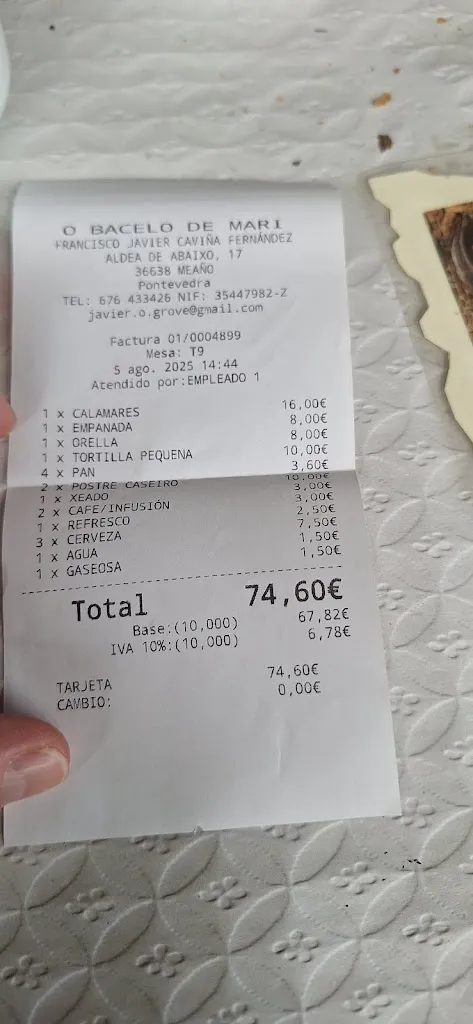 O BACELO DE MARI
FRANCISCO JAVIER CAVIÑA FERNÁNDEZ
ALDEA DE ABAIXO, 17
36638 MEAÑO
Pontevedra
TEL: 676 433426 NIF: 35447982-Z
javier.o.grove@gmail.com
Factura 01/0004899
Mesa: T9
5 ago. 2025 14:44
Atendido por:EMPLEADO 1
1 x CALAMARES 16,00€
1 x EMPANADA 8,00€
1 x ORELLA 8,00€
1 x TORTILLA PEQUENA 10,00€
4 x PAN 3,60€
2 x POSTRE CASEIRO 10,00€
1 x XEADO 3,00€
2 x CAFE/INFUSIÓN 3,00€
1 x REFRESCO 2,50€
3 x CERVEZA 7,50€
1 x AGUA 1,50€
1 x GASEOSA 1,50€
Total 74,60€
Base:(10,000) 67,82€
IVA 10%:(10,000) 6,78€
TARJETA 74,60€
CAMBIO: 0,00€